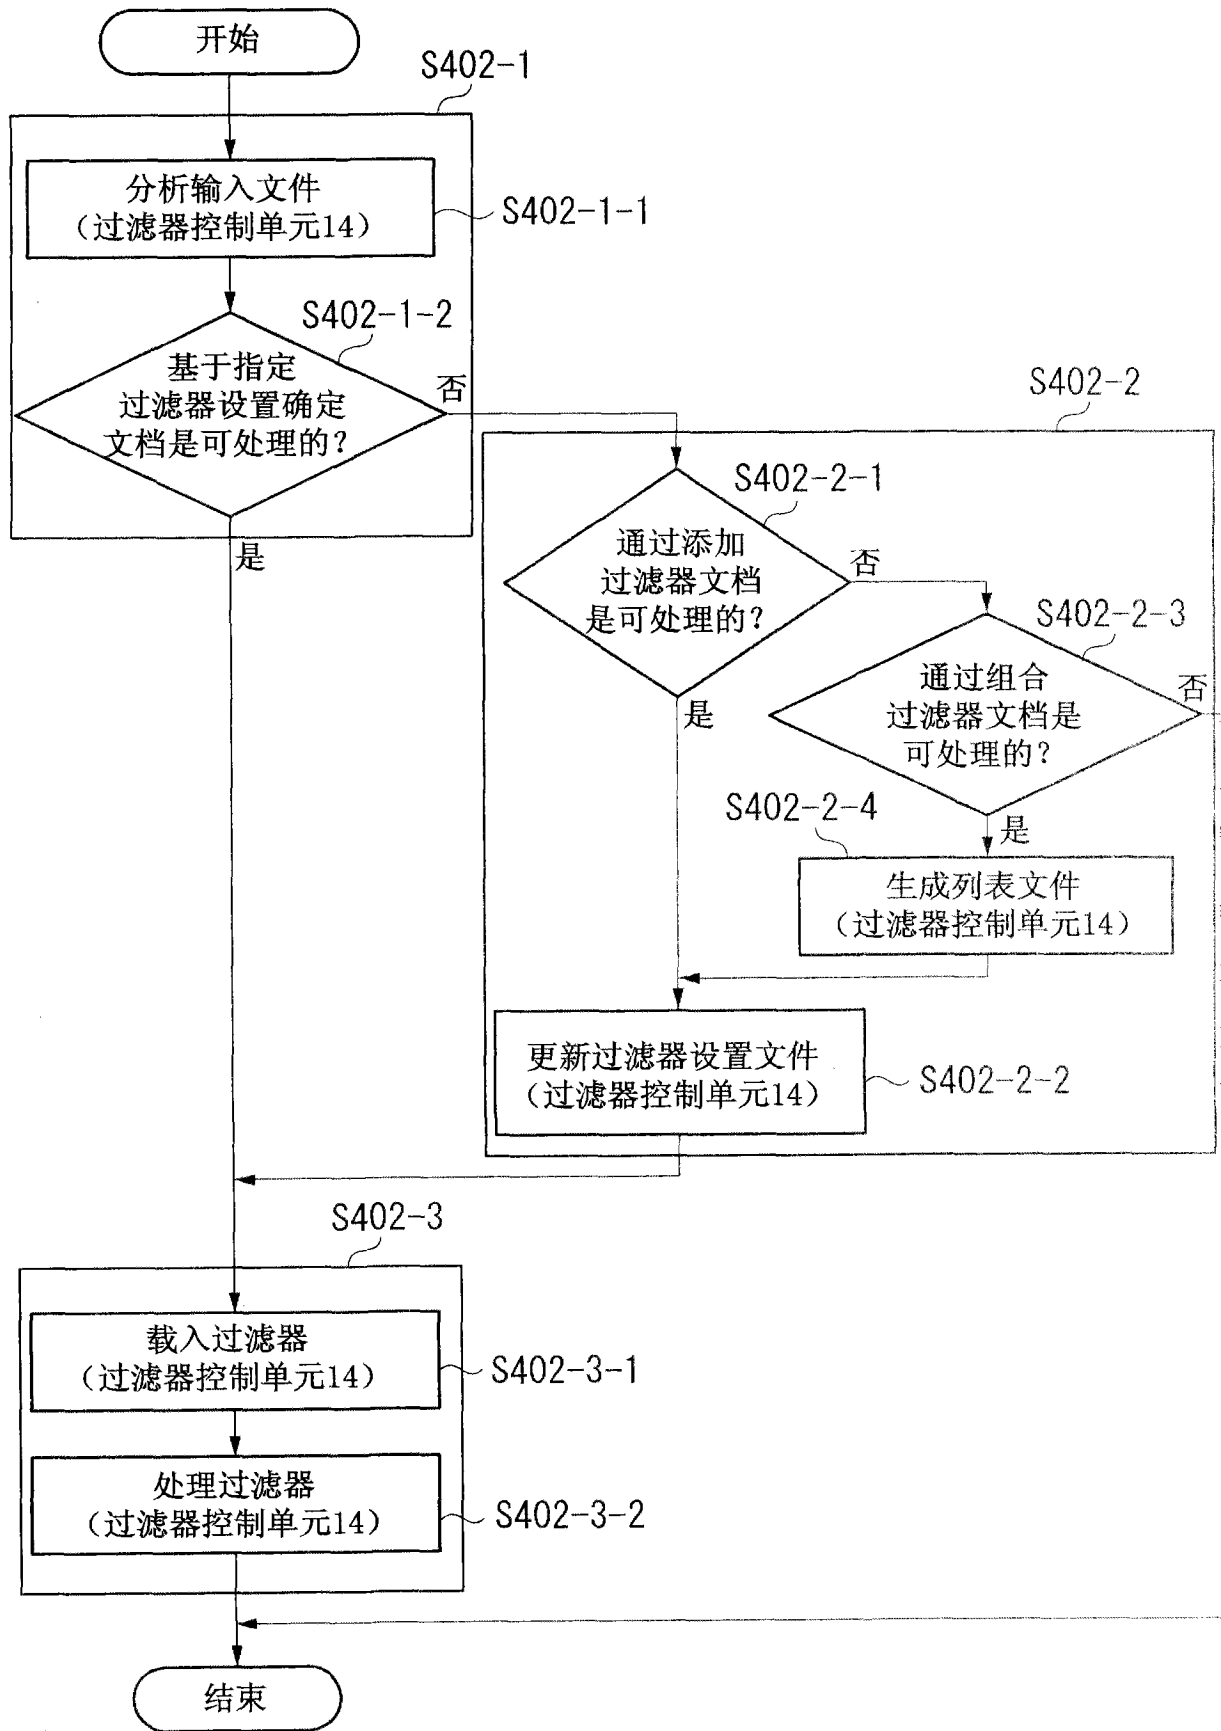 开始
S402-1
分析输入文件
（过滤器控制单元14）
S402-1-1
S402-1-2
基于指定
过滤器设置确定
文档是可处理的？
否
是
S402-2
S402-2-1
通过添加
过滤器文档
是可处理的？
否
是
S402-2-3
通过组合
过滤器文档是
可处理的？
否
是
S402-2-4
生成列表文件
（过滤器控制单元14）
更新过滤器设置文件
（过滤器控制单元14）
S402-2-2
S402-3
载入过滤器
（过滤器控制单元14）
S402-3-1
处理过滤器
（过滤器控制单元14）
S402-3-2
结束